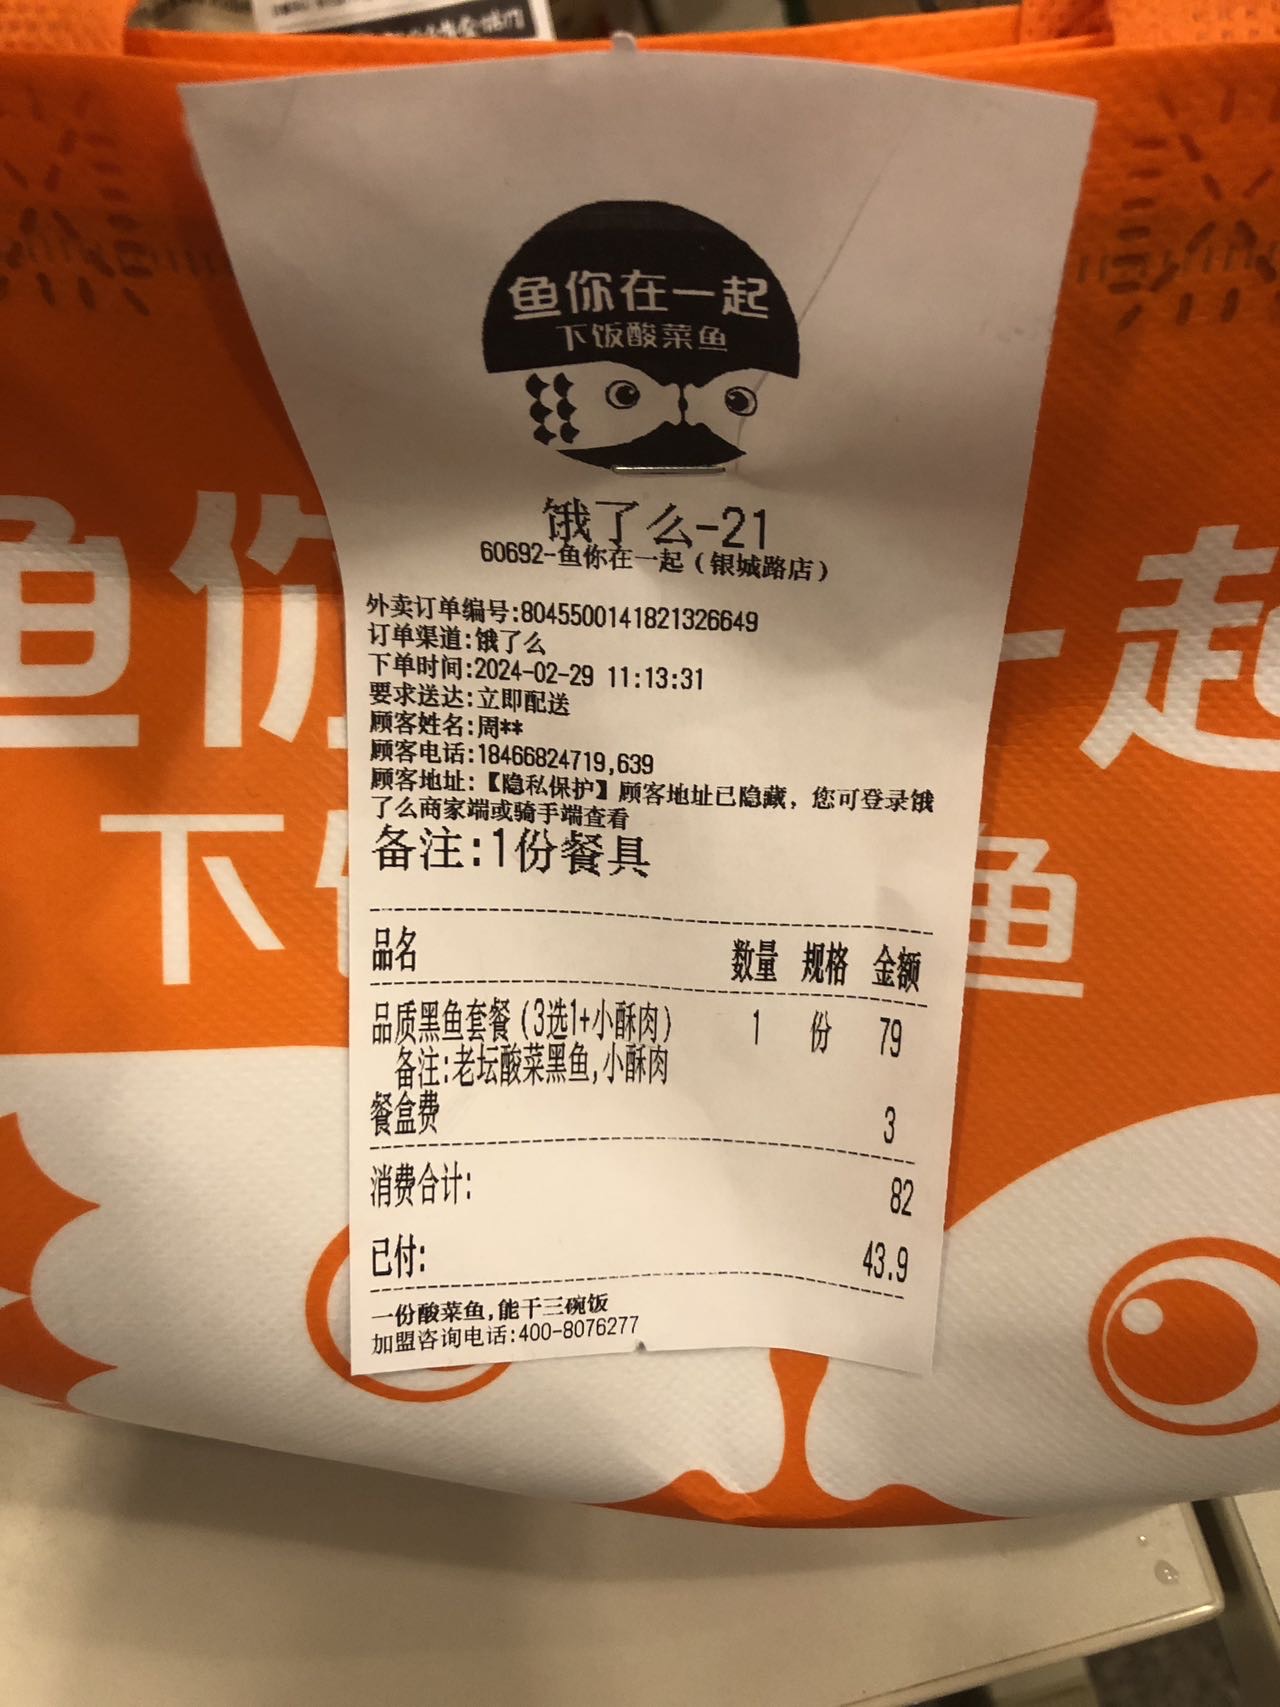 鱼你在一起
下饭酸菜鱼
饿了么-21
60692-鱼你在一起(银城路店)
外卖订单编号:8045500141821326649
订单渠道:饿了么
下单时间:2024-02-29 11:13:31
要求送达:立即配送
顾客姓名:周**
顾客电话:18466824719,639
顾客地址:【隐私保护】顾客地址已隐藏，您可登录饿
了么商家端或骑手端查看
备注:1份餐具
品名 数量 规格 金额
品质黑鱼套餐(3选1+小酥肉) 1 份 79
备注:老坛酸菜黑鱼,小酥肉
餐盒费 3
消费合计: 82
已付: 43.9
一份酸菜鱼,能干三碗饭
加盟咨询电话:400-8076277
鱼你 一起
下 鱼